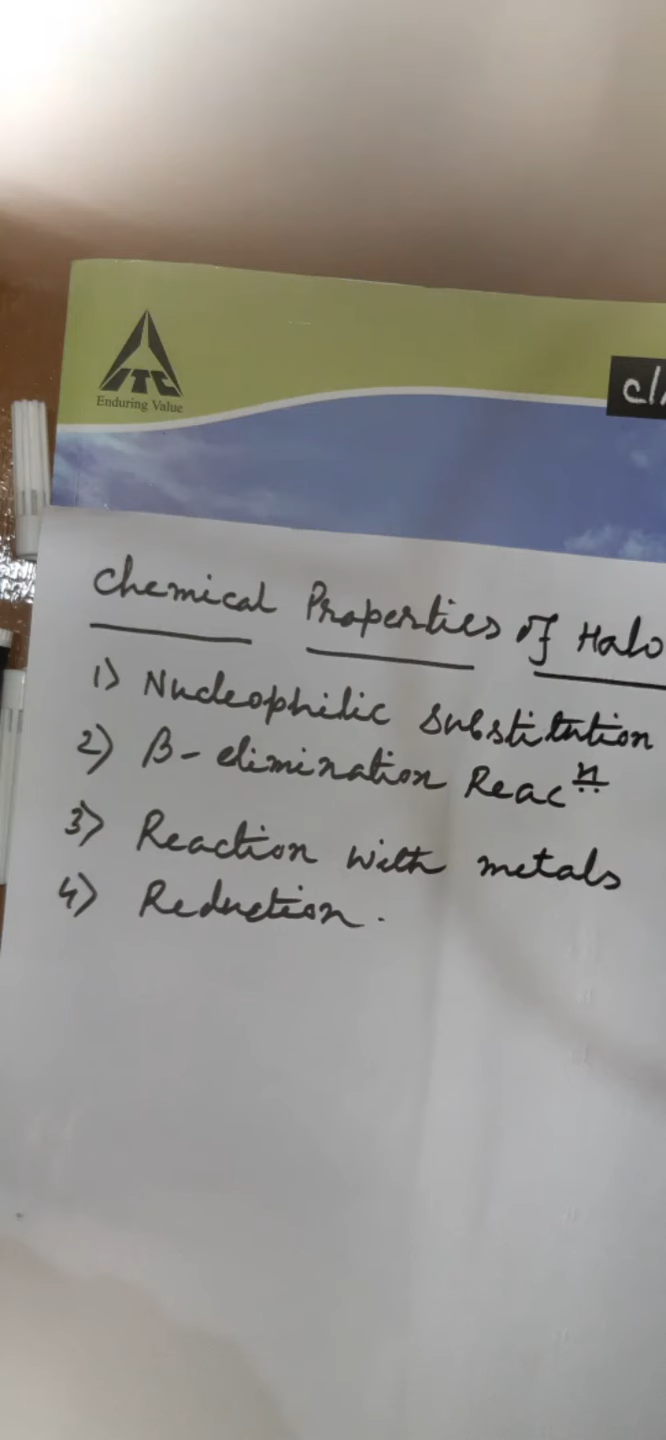 ITC
Enduring Value
cl
Chemical Properties of Halo
1) Nucleophilic Substitution
2) β-elimination Reacⁿ
3) Reaction with metals
4) Reduction.